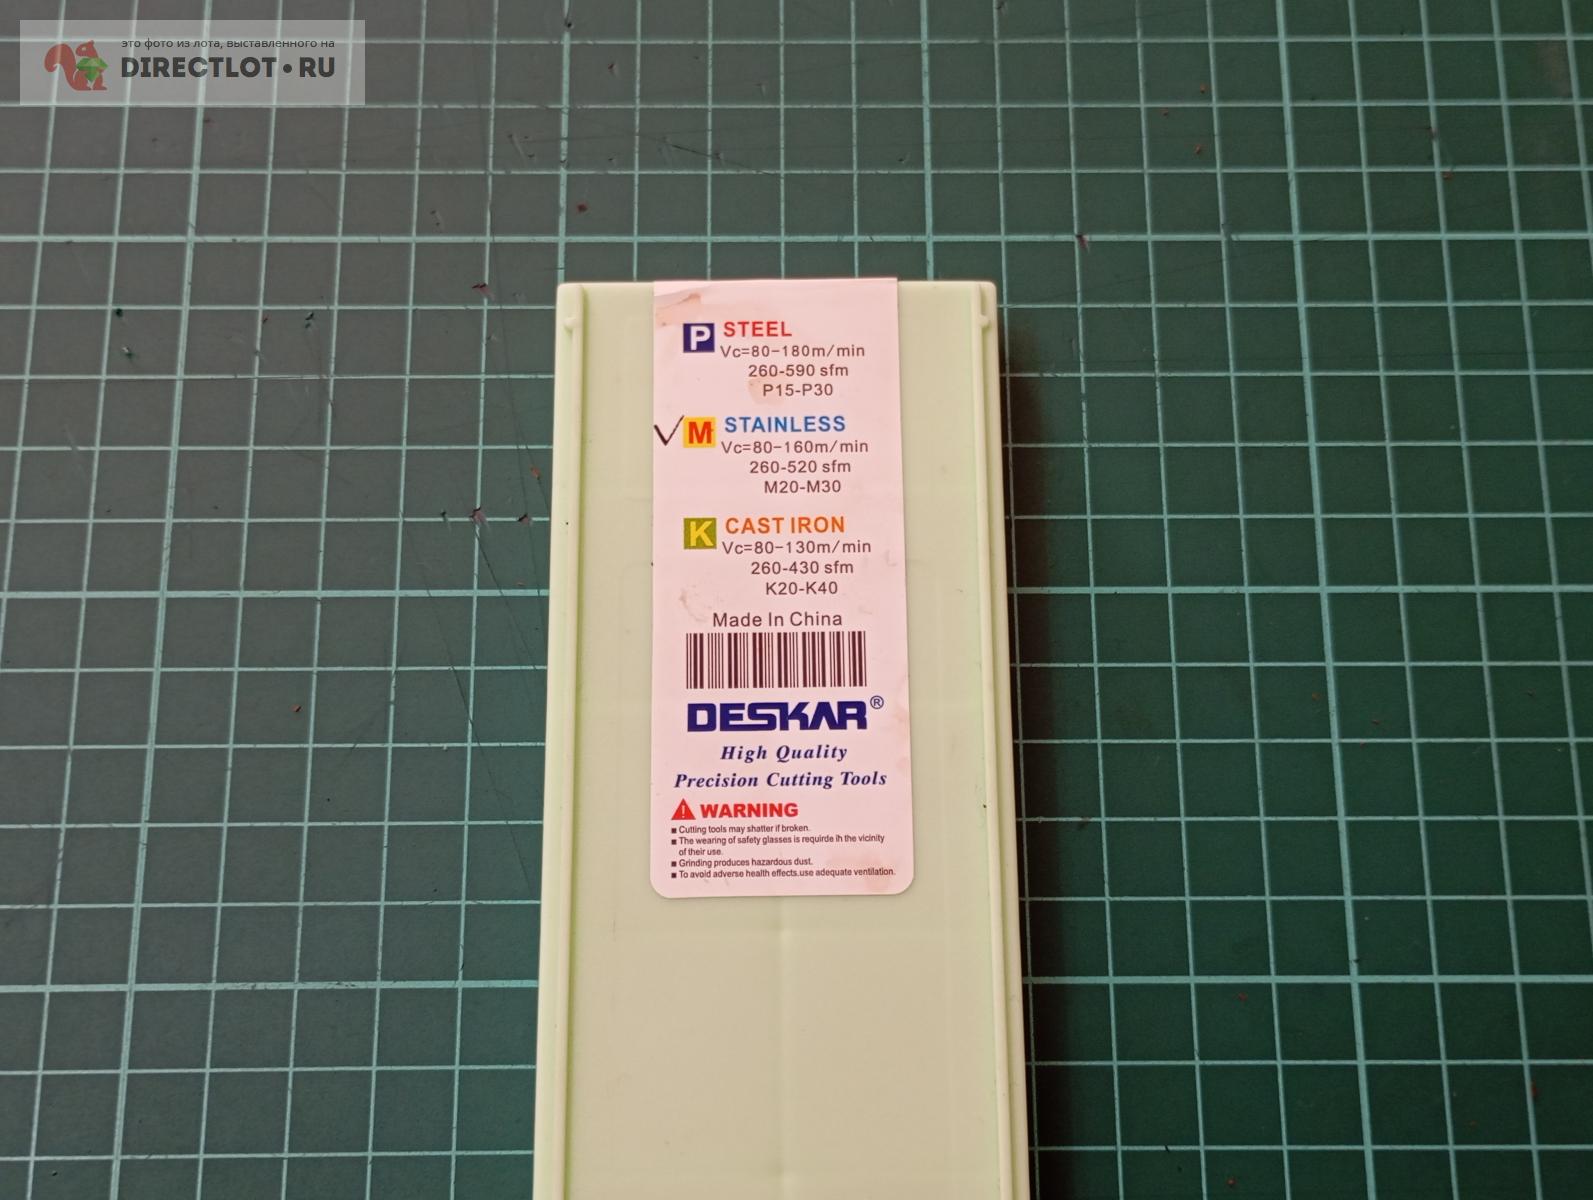 это фото из лота, выставленного на
DIRECTLOT•RU
P STEEL
Vc=80-180m/min
260-590 sfm
P15-P30
M STAINLESS
Vc=80-160m/min
260-520 sfm
M20-M30
K CAST IRON
Vc=80-130m/min
260-430 sfm
K20-K40
Made In China
DESKAR®
High Quality
Precision Cutting Tools
WARNING
■ Cutting tools may shatter if broken.
■ The wearing of safety glasses is requirde ih the vicinity
of their use.
■ Grinding produces hazardous dust.
■ To avoid adverse health effects.use adequate ventilation.